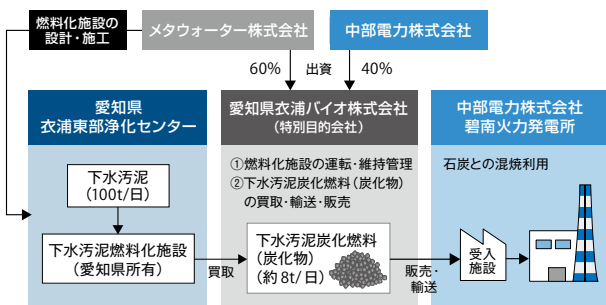 燃料化施設の
設計・施工
メタウォーター株式会社
中部電力株式会社
60%
出資
40%
愛知県
衣浦東部浄化センター
愛知県衣浦バイオ株式会社
(特別目的会社)
中部電力株式会社
碧南火力発電所
①燃料化施設の運転・維持管理
②下水汚泥炭化燃料(炭化物)
の買取・輸送・販売
石炭との混焼利用
下水汚泥
(100t/日)
下水汚泥燃料化施設
(愛知県所有)
買取
下水汚泥炭化燃料
(炭化物)
(約8t/日)
販売・
輸送
受入
施設